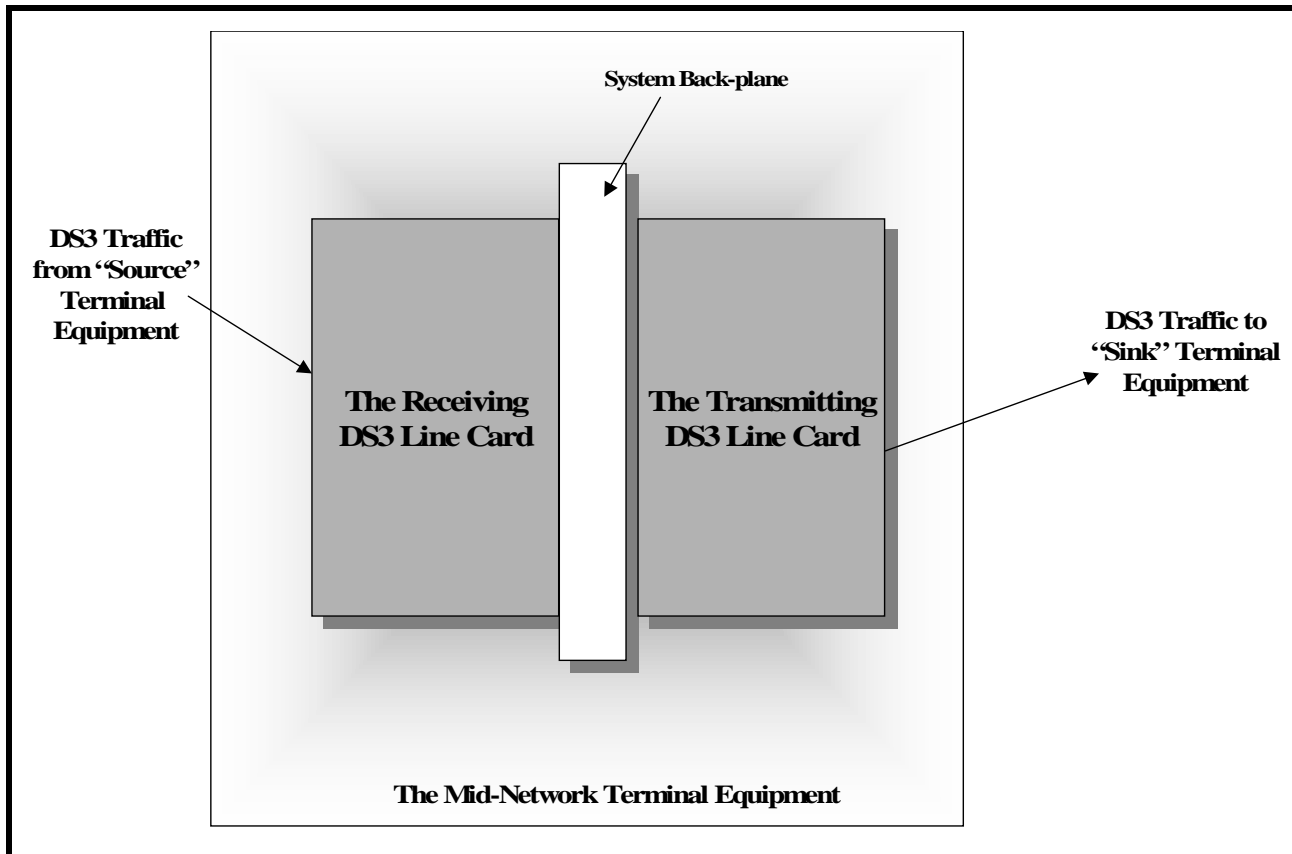 System Back-plane
DS3 Traffic
from “Source”
Terminal
Equipment
The Receiving
DS3 Line Card
The Transmitting
DS3 Line Card
DS3 Traffic to
“Sink” Terminal
Equipment
The Mid-Network Terminal Equipment